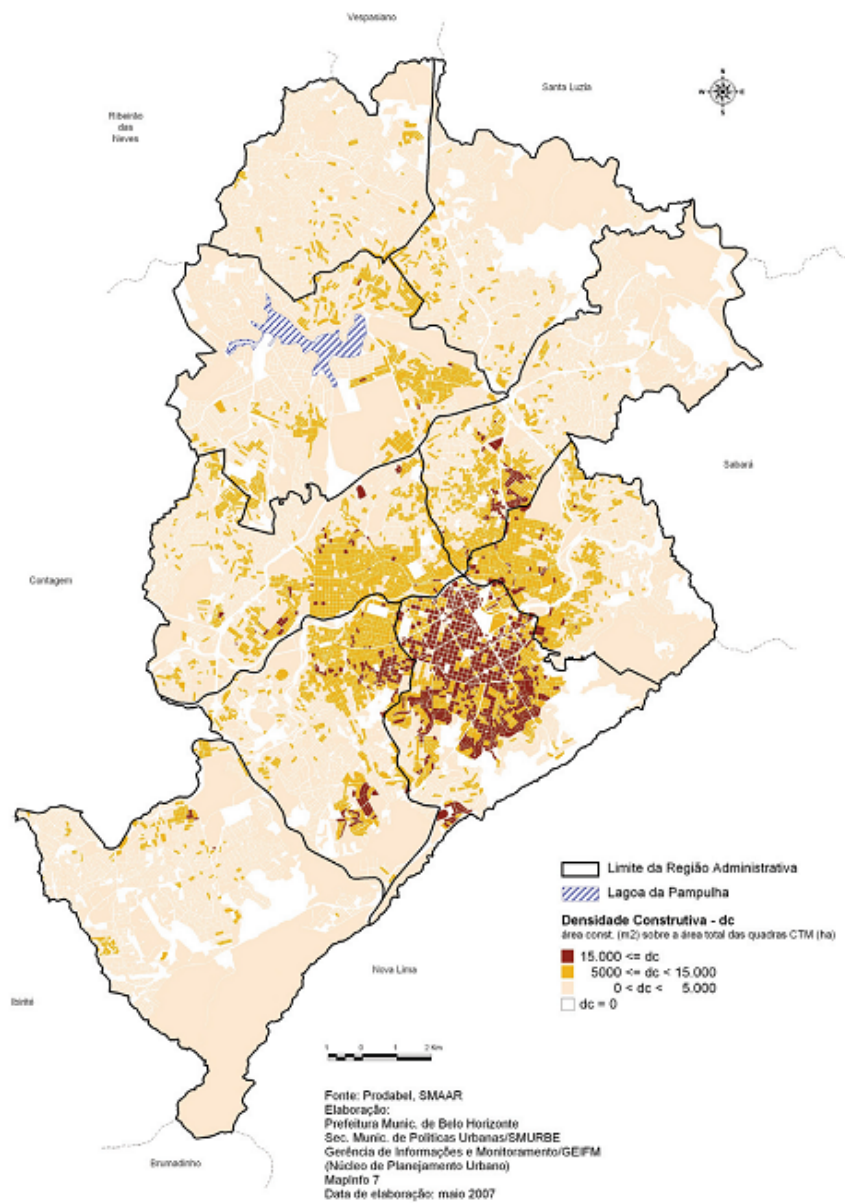 Vespasiano
Santa Luzia
N
W
E
S
Ribeirão
das
Neves
Sabará
Contagem
Limite da Região Administrativa
Lagoa da Pampulha
Densidade Construtiva - dc
área const. (m2) sobre a área total das quadras CTM (ha)
15.000 <= dc
5000 <= dc < 15.000
0 < dc < 5.000
dc = 0
Nova Lima
Ibirité
1 0 1 2 Km
Fonte: Prodabel, SMAAR
Elaboração:
Prefeitura Munic. de Belo Horizonte
Sec. Munic. de Políticas Urbanas/SMURBE
Gerência de Informações e Monitoramento/GEIFM
(Núcleo de Planejamento Urbano)
MapInfo 7
Data de elaboração: maio 2007
Brumadinho